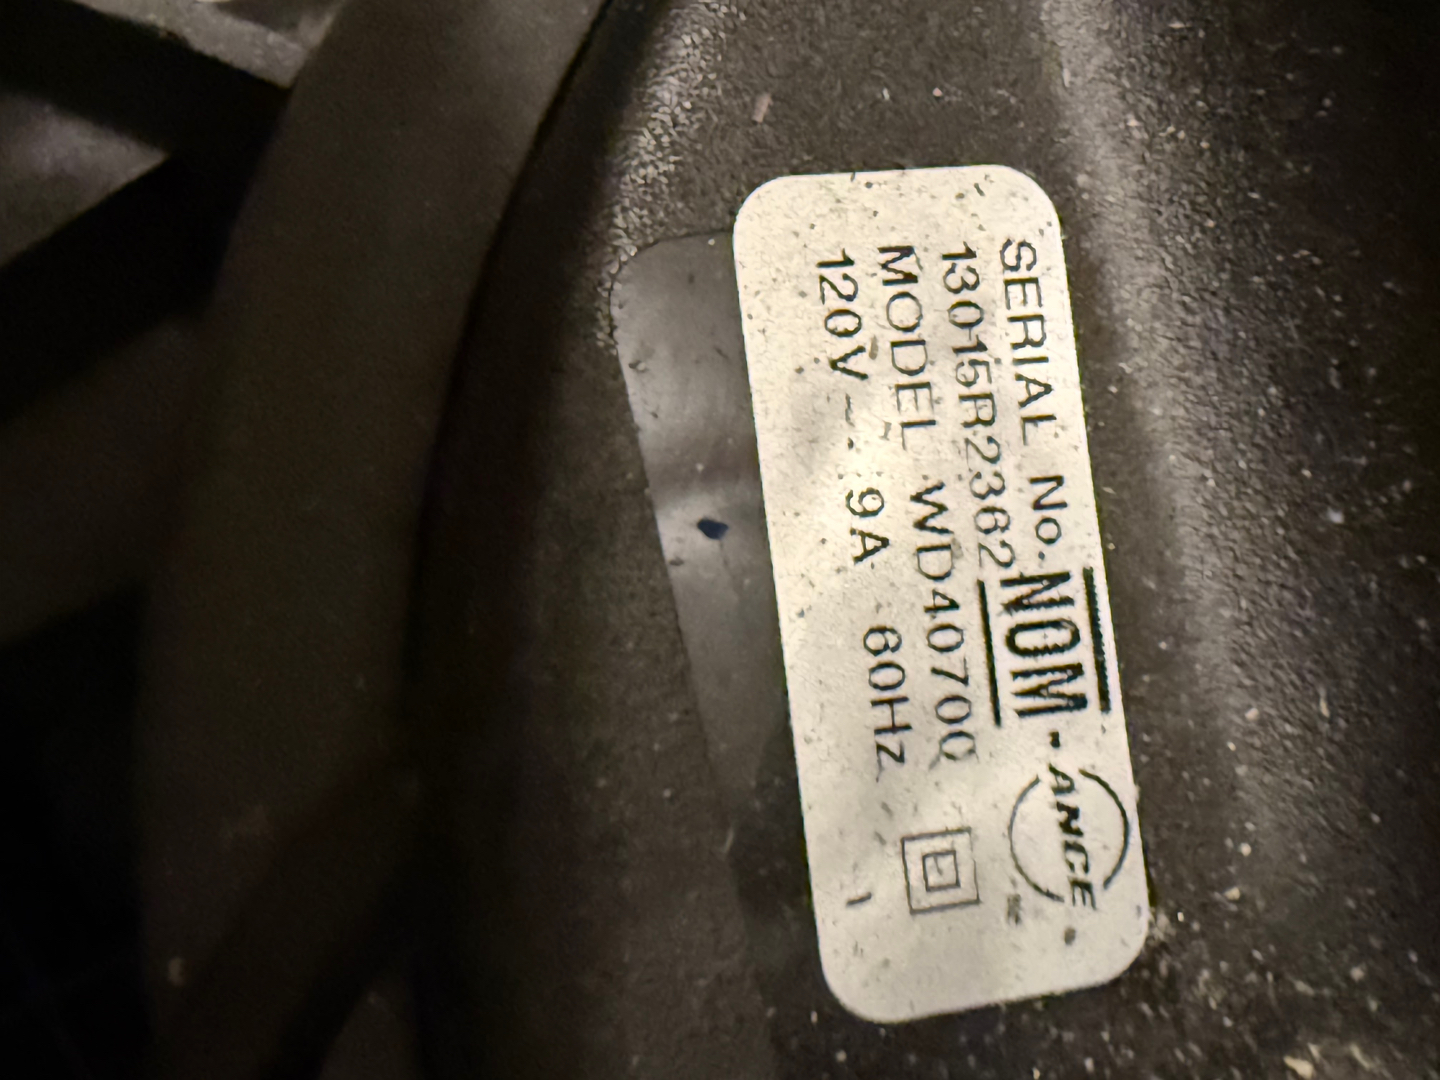 SERIAL No.
13015R2362
NOM - ANCE
MODEL WD40700
120V~ 9A 60Hz